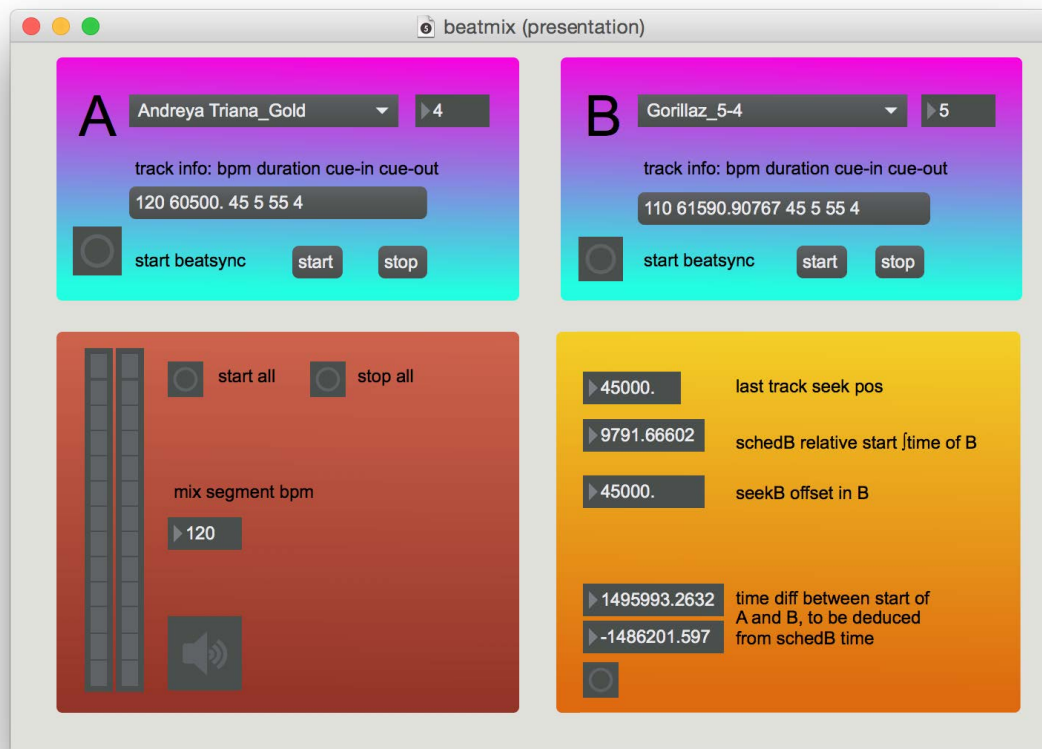 beatmix (presentation)
A
Andreya Triana_Gold
4
track info: bpm duration cue-in cue-out
120 60500. 45 5 55 4
start beatsync
start
stop
B
Gorillaz_5-4
5
track info: bpm duration cue-in cue-out
110 61590.90767 45 5 55 4
start beatsync
start
stop
start all
stop all
mix segment bpm
120
45000.
last track seek pos
9791.66602
schedB relative start ∫time of B
45000.
seekB offset in B
1495993.2632
-1486201.597
time diff between start of
A and B, to be deduced
from schedB time